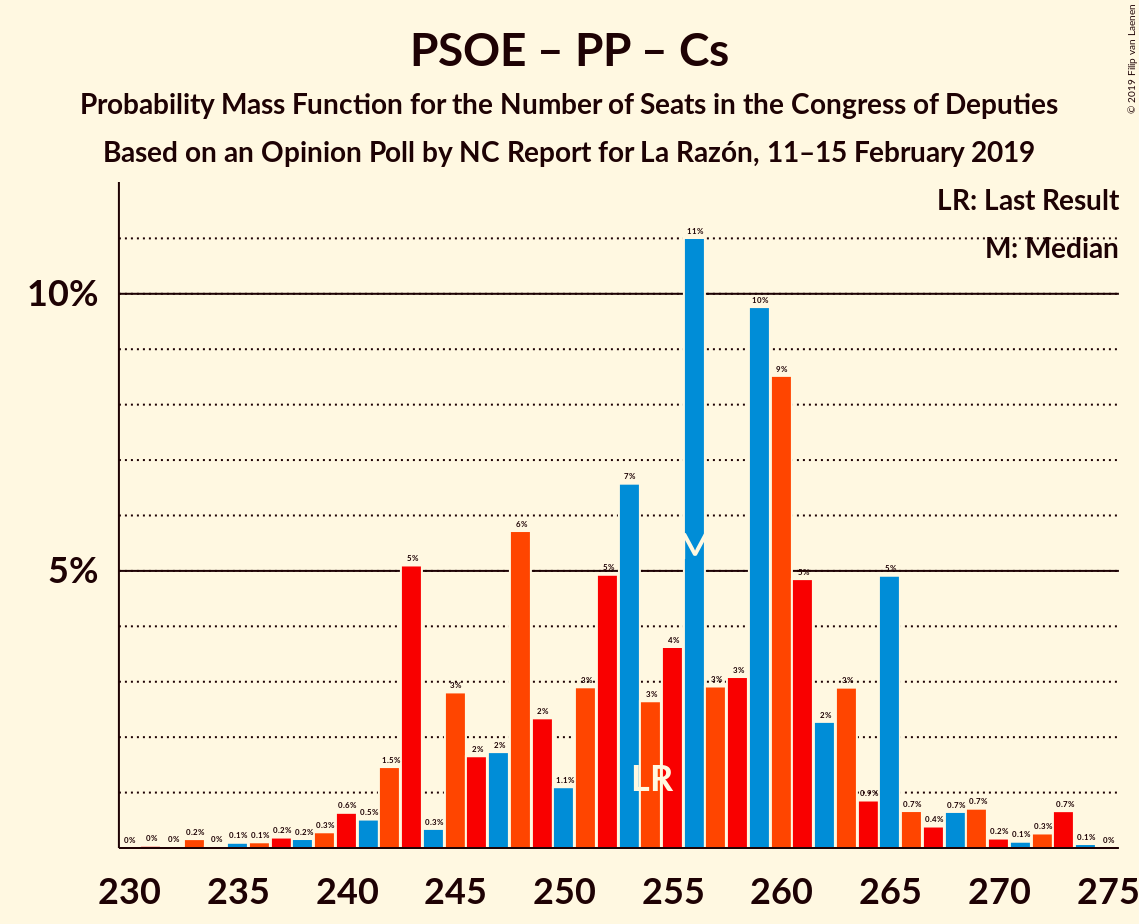 PSOE – PP – Cs
Probability Mass Function for the Number of Seats in the Congress of Deputies
Based on an Opinion Poll by NC Report for La Razón, 11–15 February 2019
© 2019 Filip van Laenen
LR: Last Result
M: Median
10%
5%
0% 0% 0% 0.2% 0% 0.1% 0.1% 0.2% 0.2% 0.3% 0.6% 0.5% 1.5% 5% 0.3% 3% 2% 2% 6% 2% 1.1% 3% 5% 7% 3% 4% 11% 3% 3% 10% 9% 5% 2% 3% 0.9% 5% 0.7% 0.4% 0.7% 0.7% 0.2% 0.1% 0.3% 0.7% 0.1% 0%
LR
M
230 235 240 245 250 255 260 265 270 275